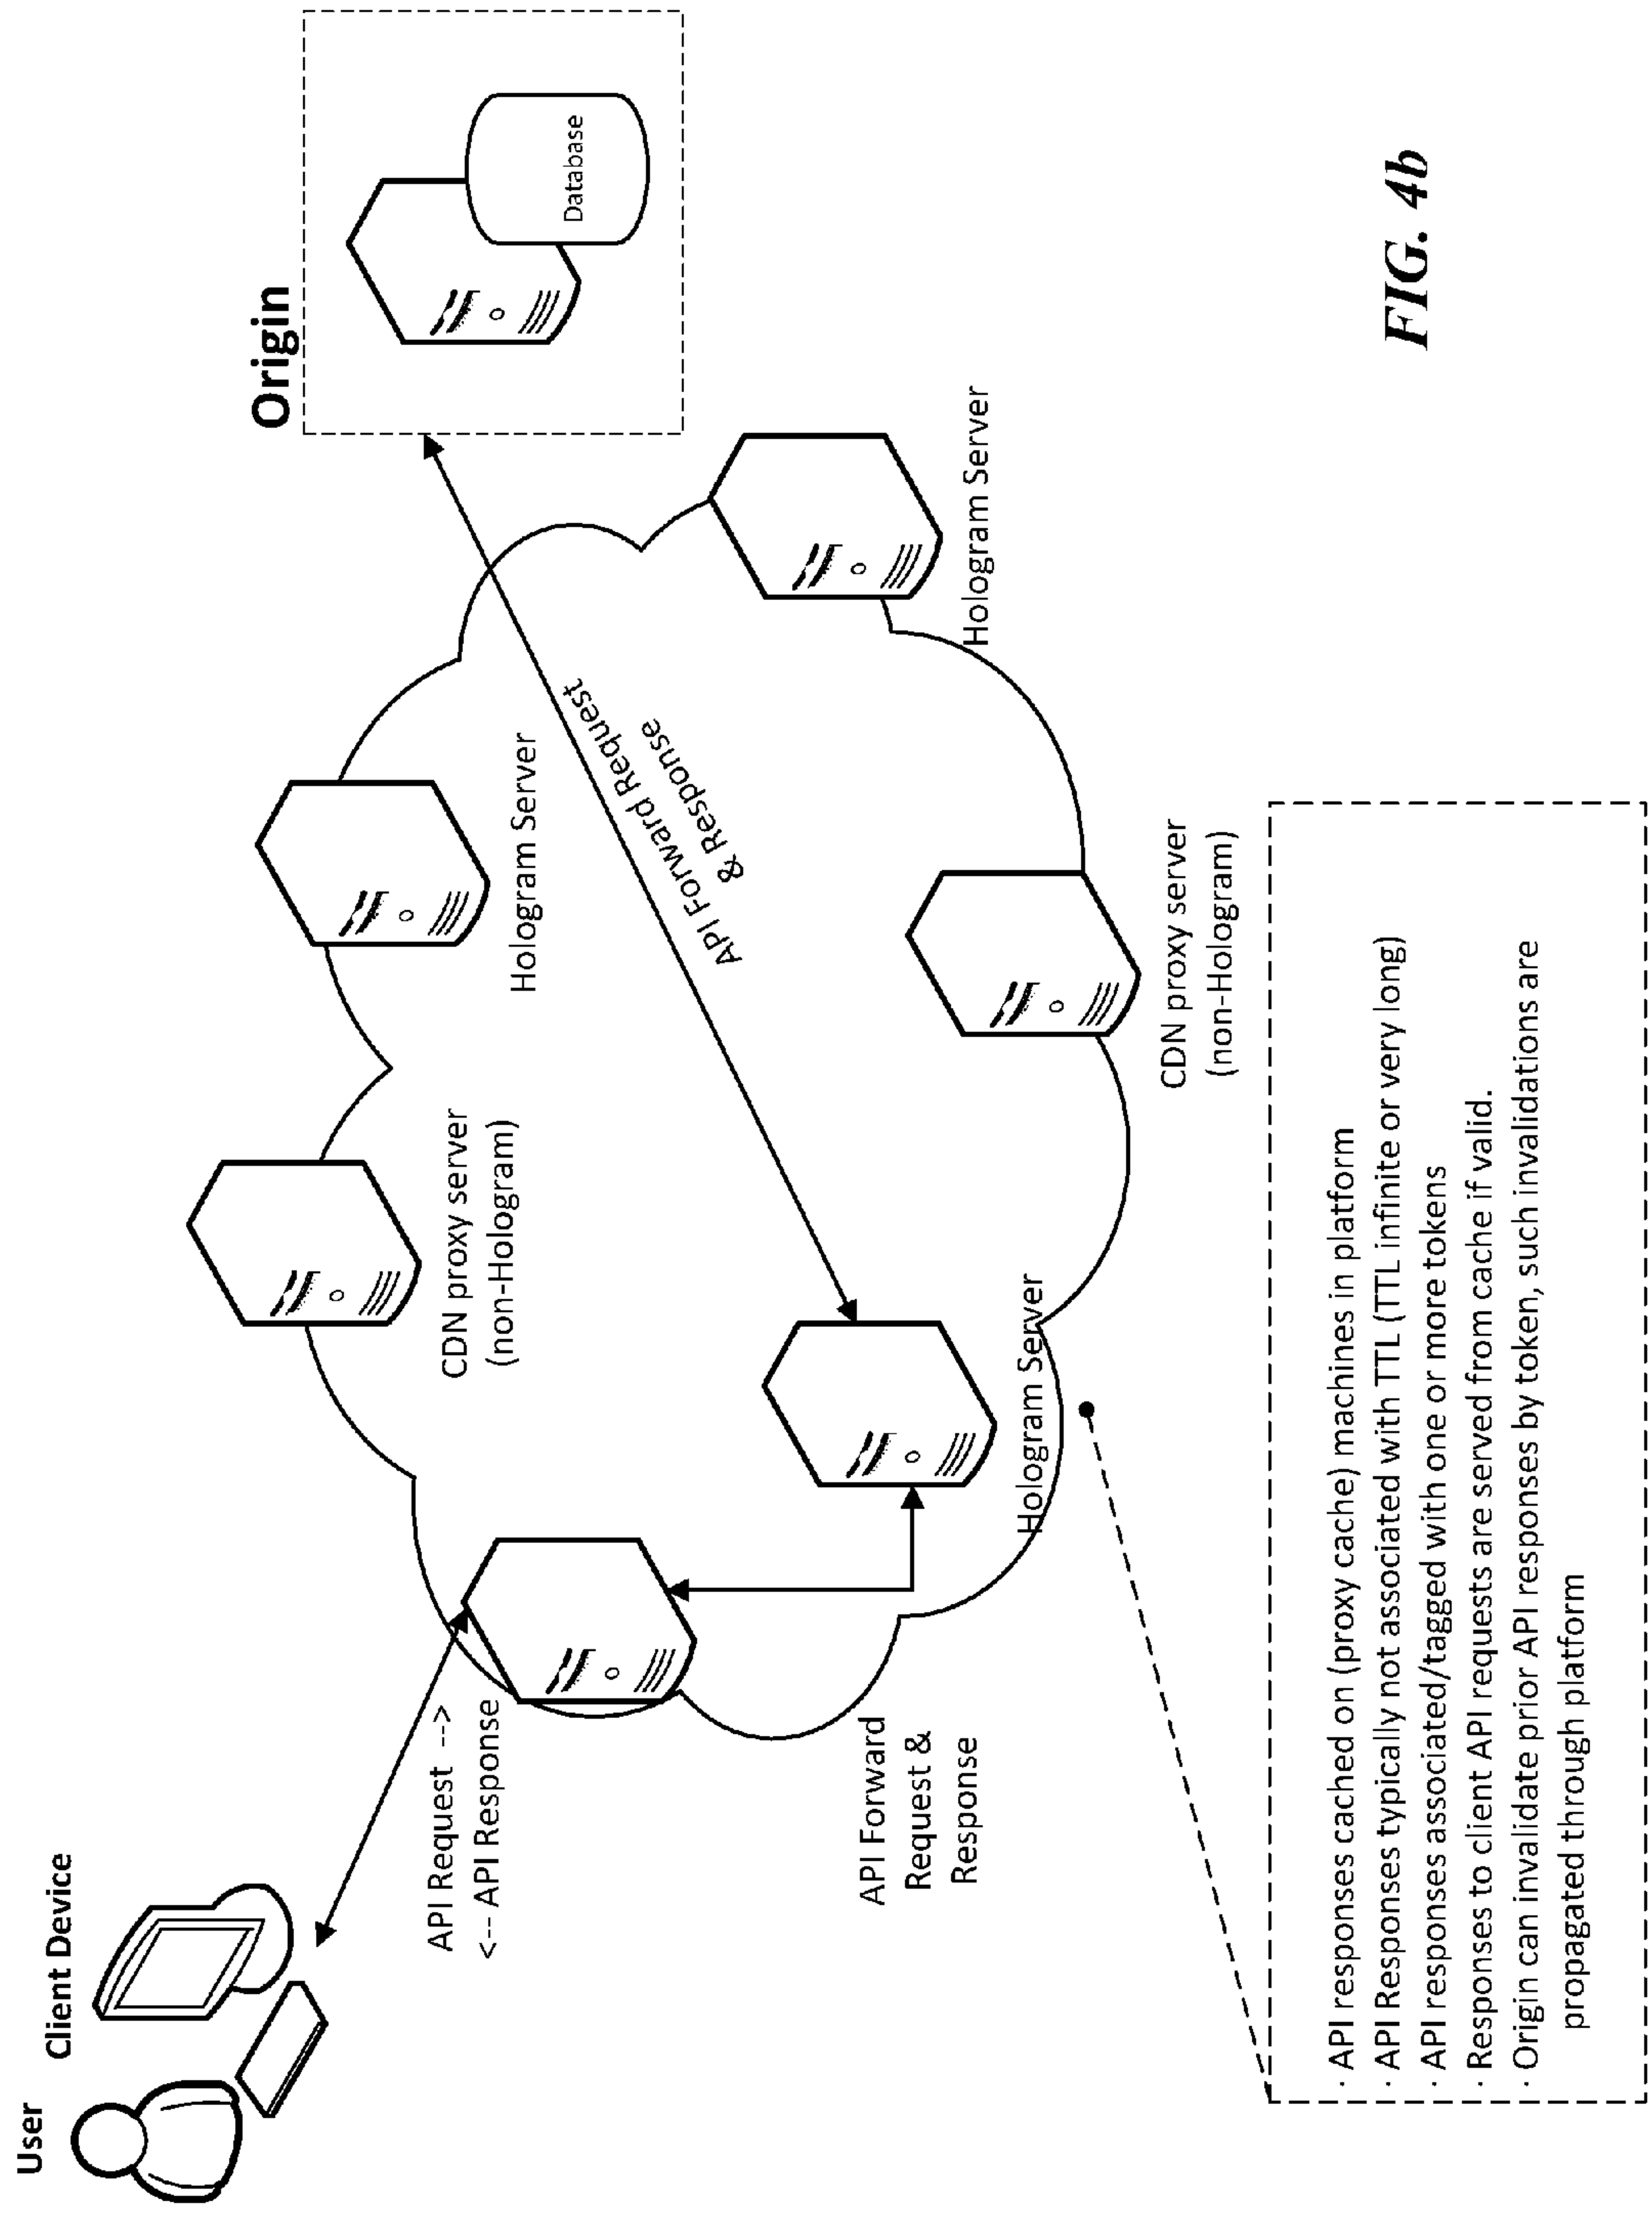 User
Client Device
Origin
Database
API Request -->
<-- API Response
CDN proxy server
(non-Hologram)
Hologram Server
API Forward Request
& Response
Hologram Server
API Forward
Request &
Response
Hologram Server
CDN proxy server
(non-Hologram)
· API responses cached on (proxy cache) machines in platform
· API Responses typically not associated with TTL (TTL infinite or very long)
· API responses associated/tagged with one or more tokens
· Responses to client API requests are served from cache if valid.
· Origin can invalidate prior API responses by token, such invalidations are
propagated through platform
FIG. 4b